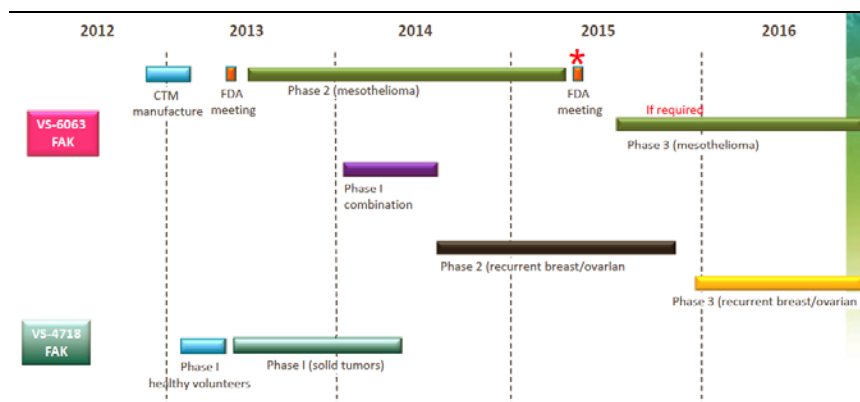 2012 2013 2014 2015 2016
*
CTM
manufacture
FDA
meeting
Phase 2 (mesothelioma)
FDA
meeting
VS-6063
FAK
If required
Phase 3 (mesothelioma)
Phase I
combination
Phase 2 (recurrent breast/ovarlan
Phase 3 (recurrent breast/ovarian
VS-4718
FAK
Phase I
healthy volunteers
Phase I (solid tumors)